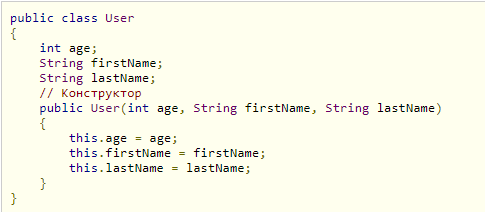 public class User
{
    int age;
    String firstName;
    String lastName;
    // Конструктор
    public User(int age, String firstName, String lastName)
    {
        this.age = age;
        this.firstName = firstName;
        this.lastName = lastName;
    }
}